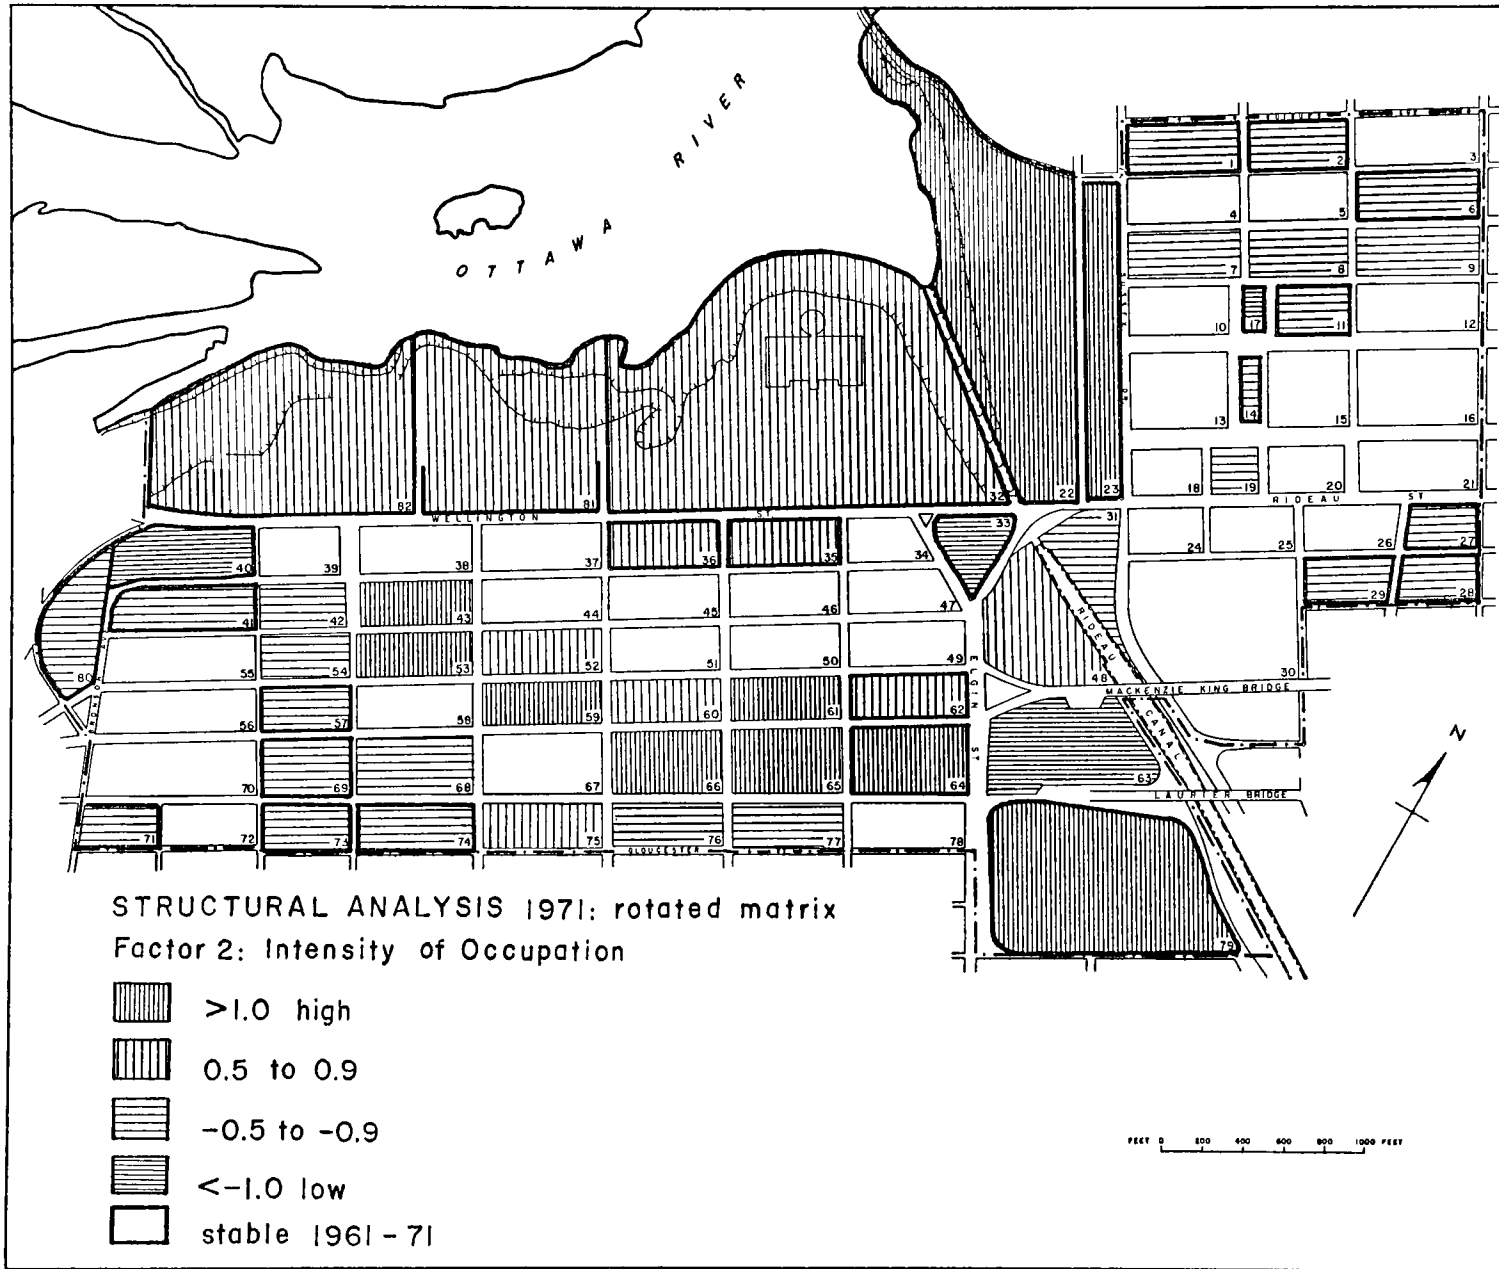 OTTAWA RIVER
1 2 3
4 5 6
7 8 9
10 17 11 12
13 14 15 16
18 19 20 21
RIDEAU ST
82 81 32 22 23
WELLINGTON ST
40 39 38 37 36 35 34 33 31 24 25 26 27
41 42 43 44 45 46 47 29 28
RIDEAU CANAL
80 55 54 53 52 51 50 49 48 30
ELGIN ST
MACKENZIE KING BRIDGE
56 57 58 59 60 61 62
70 69 68 67 66 65 64 63
LAURIER BRIDGE
71 72 73 74 75 76 77 78
GLOUCESTER
79
N
STRUCTURAL ANALYSIS 1971: rotated matrix
Factor 2: Intensity of Occupation
>1.0 high
0.5 to 0.9
-0.5 to -0.9
<-1.0 low
stable 1961-71
FEET 0 200 400 600 800 1000 FEET